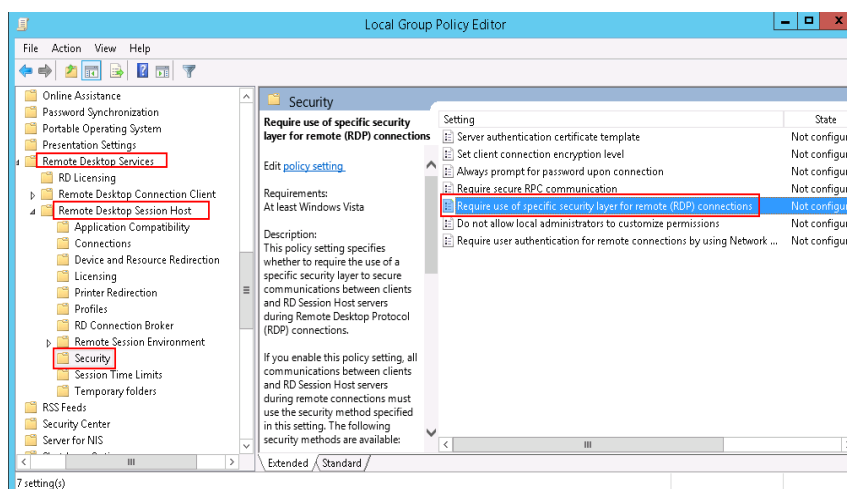 Local Group Policy Editor
File Action View Help
Online Assistance
Password Synchronization
Portable Operating System
Presentation Settings
Remote Desktop Services
RD Licensing
Remote Desktop Connection Client
Remote Desktop Session Host
Application Compatibility
Connections
Device and Resource Redirection
Licensing
Printer Redirection
Profiles
RD Connection Broker
Remote Session Environment
Security
Session Time Limits
Temporary folders
RSS Feeds
Security Center
Server for NIS
Security
Require use of specific security
layer for remote (RDP) connections
Edit policy setting
Requirements:
At least Windows Vista
Description:
This policy setting specifies
whether to require the use of a
specific security layer to secure
communications between clients
and RD Session Host servers
during Remote Desktop Protocol
(RDP) connections.
If you enable this policy setting, all
communications between clients
and RD Session Host servers
during remote connections must
use the security method specified
in this setting. The following
security methods are available:
Setting State
Server authentication certificate template Not configur
Set client connection encryption level Not configur
Always prompt for password upon connection Not configur
Require secure RPC communication Not configur
Require use of specific security layer for remote (RDP) connections Not configur
Do not allow local administrators to customize permissions Not configur
Require user authentication for remote connections by using Network ... Not configur
Extended Standard
7 setting(s)